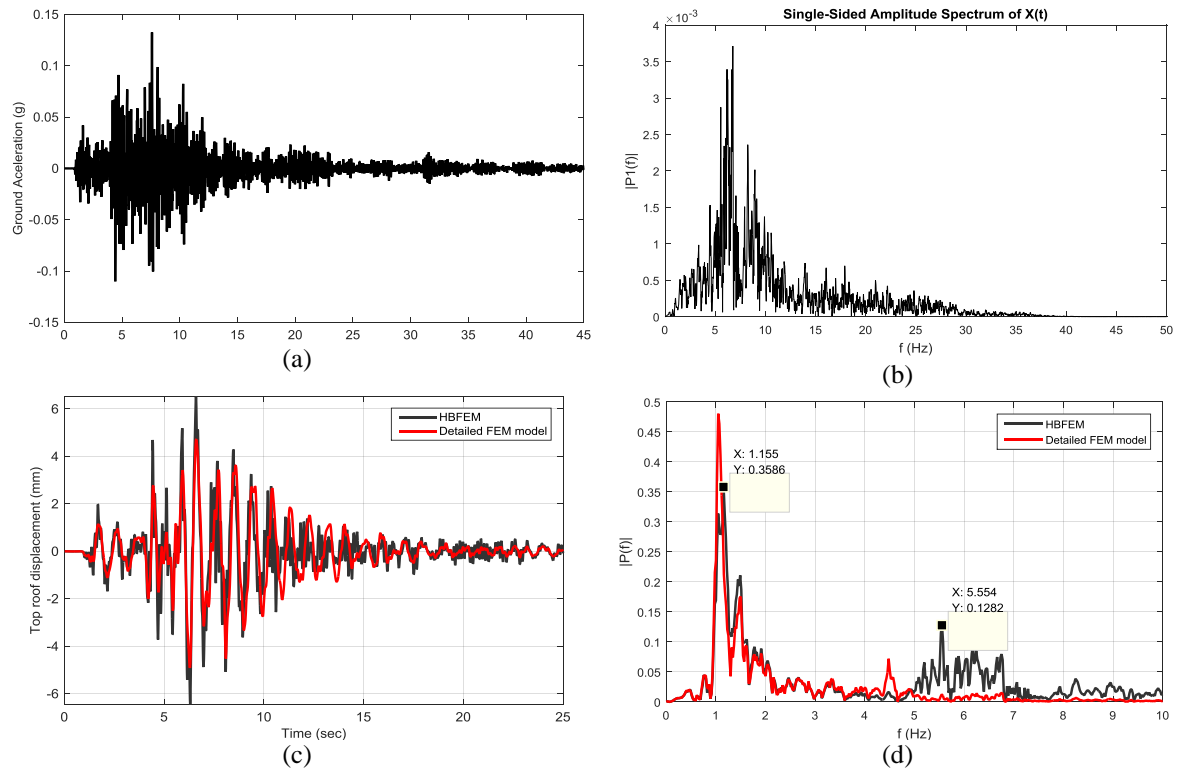 0.15
0.1
0.05
0
-0.05
-0.1
-0.15
Ground Aceleration (g)
0 5 10 15 20 25 30 35 40 45
(a)
Single-Sided Amplitude Spectrum of X(t)
×10-3
4
3.5
3
2.5
2
1.5
1
0.5
0
|P1(f)|
0 5 10 15 20 25 30 35 40 45 50
f (Hz)
(b)
6
4
2
0
-2
-4
-6
Top roof displacement (mm)
HBFEM
Detailed FEM model
0 5 10 15 20 25
Time (sec)
(c)
0.5
0.45
0.4
0.35
0.3
0.25
0.2
0.15
0.1
0.05
0
|P(f)|
HBFEM
Detailed FEM model
X: 1.155
Y: 0.3586
X: 5.554
Y: 0.1282
0 1 2 3 4 5 6 7 8 9 10
f (Hz)
(d)